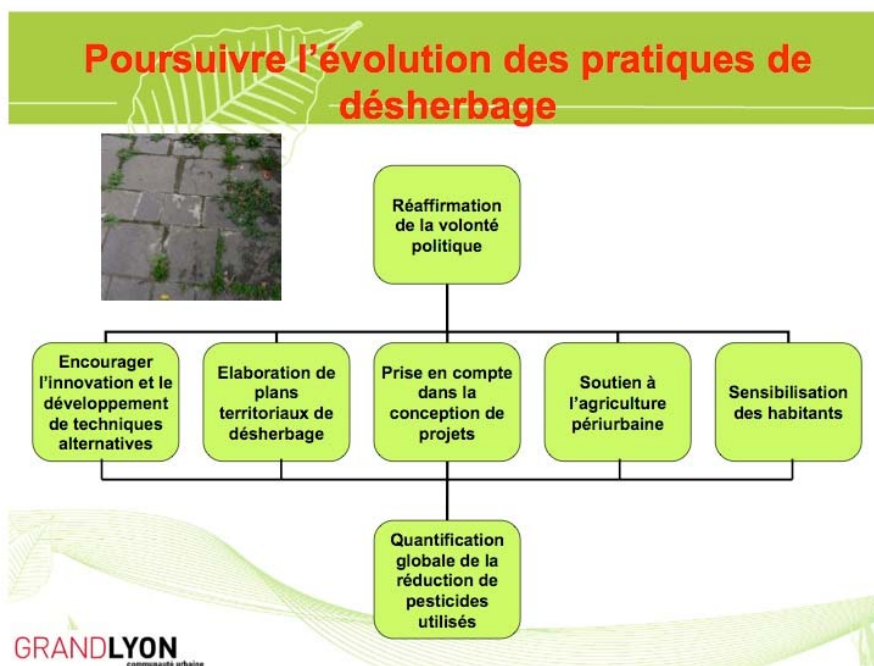 Poursuivre l'évolution des pratiques de
désherbage
Réaffirmation
de la volonté
politique
Encourager
l'innovation et le
développement
de techniques
alternatives
Elaboration de
plans
territoriaux de
désherbage
Prise en compte
dans la
conception de
projets
Soutien à
l'agriculture
périurbaine
Sensibilisation
des habitants
Quantification
globale de la
réduction de
pesticides
utilisés
GRANDLYON
communauté urbaine